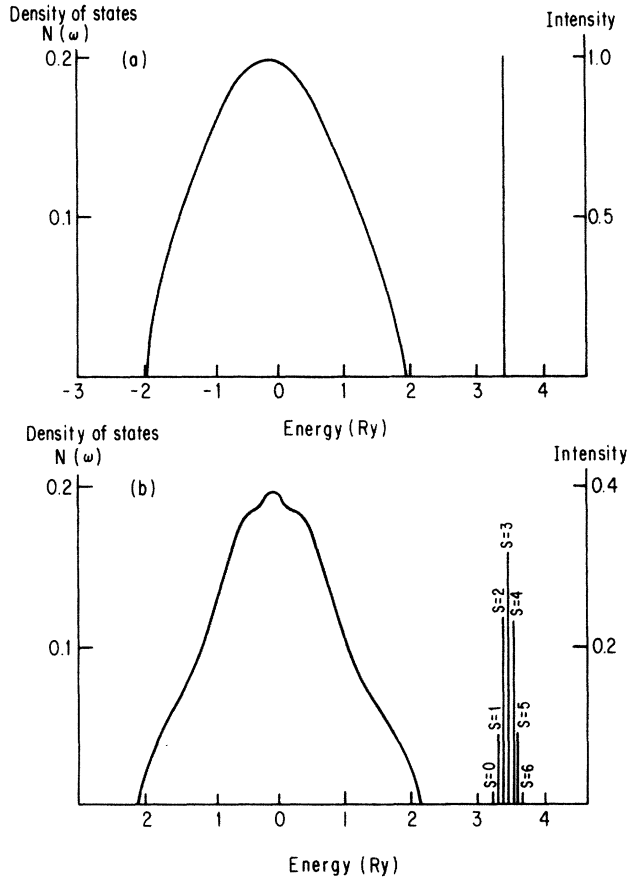 Density of states
N (ω)
Intensity
(a)
0.2
1.0
0.1
0.5
-3 -2 -1 0 1 2 3 4
Energy (Ry)
Density of states
N (ω)
Intensity
(b)
0.2
0.4
0.1
0.2
S=0
S=1
S=2
S=3
S=4
S=5
S=6
2 1 0 1 2 3 4
Energy (Ry)